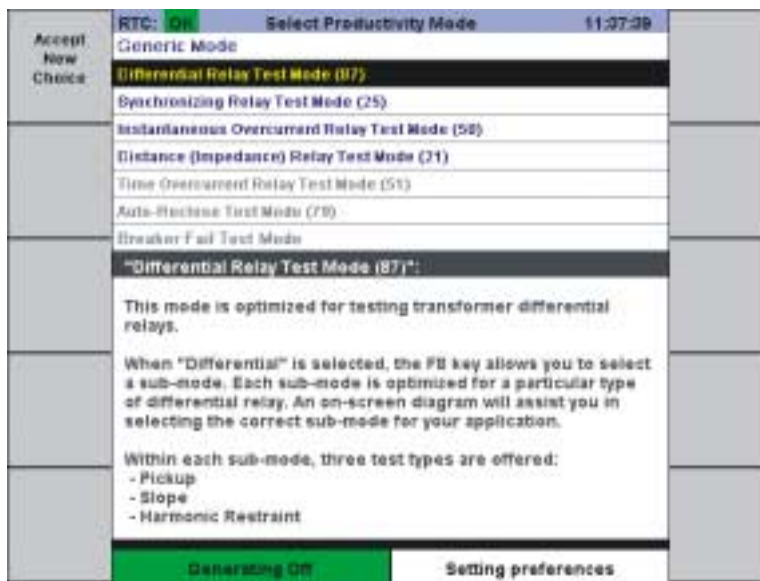 Accept
New
Choice
RTC: OK Select Productivity Mode 11:37:39
Generic Mode
Differential Relay Test Mode (87)
Synchronizing Relay Test Mode (25)
Instantaneous Overcurrent Relay Test Mode (50)
Distance (Impedance) Relay Test Mode (21)
Time Overcurrent Relay Test Mode (51)
Auto-Reclose Test Mode (79)
Breaker Fail Test Mode
"Differential Relay Test Mode (87)":
This mode is optimized for testing transformer differential
relays.
When "Differential" is selected, the F8 key allows you to select
a sub-mode. Each sub-mode is optimized for a particular type
of differential relay. An on-screen diagram will assist you in
selecting the correct sub-mode for your application.
Within each sub-mode, three test types are offered:
- Pickup
- Slope
- Harmonic Restraint
Generating Off
Setting preferences